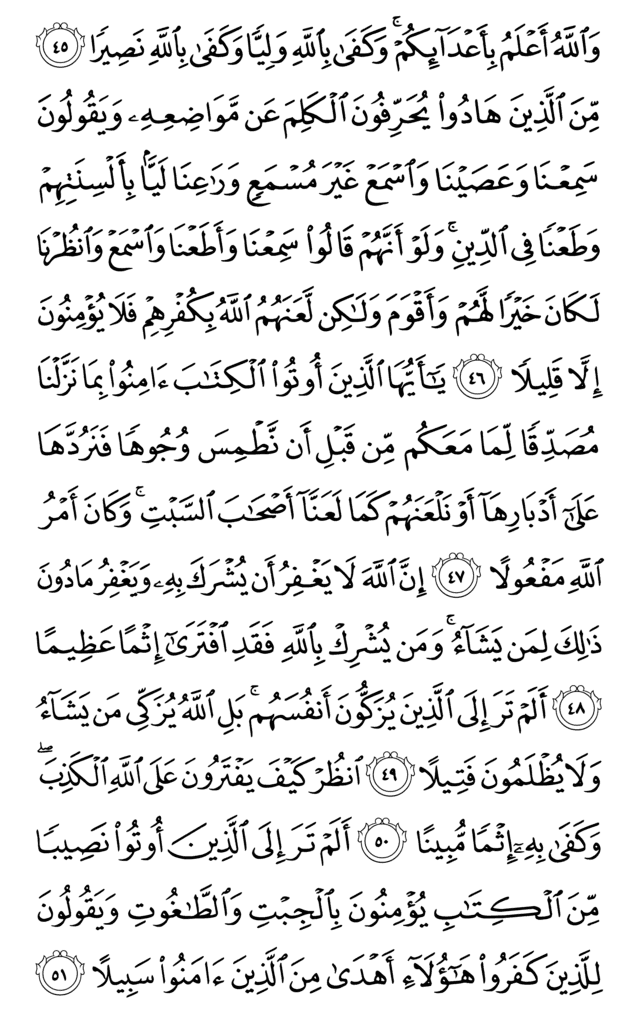 وَٱللَّهُ أَعْلَمُ بِأَعْدَآئِكُمْۚ وَكَفَىٰ بِٱللَّهِ وَلِيًّا وَكَفَىٰ بِٱللَّهِ نَصِيرًا ٤٥
مِّنَ ٱلَّذِينَ هَادُوا۟ يُحَرِّفُونَ ٱلْكَلِمَ عَن مَّوَاضِعِهِۦ وَيَقُولُونَ
سَمِعْنَا وَعَصَيْنَا وَٱسْمَعْ غَيْرَ مُسْمَعٍ وَرَٰعِنَا لَيًّۢا بِأَلْسِنَتِهِمْ
وَطَعْنًا فِى ٱلدِّينِۚ وَلَوْ أَنَّهُمْ قَالُوا۟ سَمِعْنَا وَأَطَعْنَا وَٱسْمَعْ وَٱنظُرْنَا
لَكَانَ خَيْرًا لَّهُمْ وَأَقْوَمَ وَلَٰكِن لَّعَنَهُمُ ٱللَّهُ بِكُفْرِهِمْ فَلَا يُؤْمِنُونَ
إِلَّا قَلِيلًا ٤٦ يَٰٓأَيُّهَا ٱلَّذِينَ أُوتُوا۟ ٱلْكِتَٰبَ ءَامِنُوا۟ بِمَا نَزَّلْنَا
مُصَدِّقًا لِّمَا مَعَكُم مِّن قَبْلِ أَن نَّطْمِسَ وُجُوهًا فَنَرُدَّهَا
عَلَىٰٓ أَدْبَارِهَآ أَوْ نَلْعَنَهُمْ كَمَا لَعَنَّآ أَصْحَٰبَ ٱلسَّبْتِۚ وَكَانَ أَمْرُ
ٱللَّهِ مَفْعُولًا ٤٧ إِنَّ ٱللَّهَ لَا يَغْفِرُ أَن يُشْرَكَ بِهِۦ وَيَغْفِرُ مَا دُونَ
ذَٰلِكَ لِمَن يَشَآءُۚ وَمَن يُشْرِكْ بِٱللَّهِ فَقَدِ ٱفْتَرَىٰٓ إِثْمًا عَظِيمًا
٤٨ أَلَمْ تَرَ إِلَى ٱلَّذِينَ يُزَكُّونَ أَنفُسَهُمۚ بَلِ ٱللَّهُ يُزَكِّى مَن يَشَآءُ
وَلَا يُظْلَمُونَ فَتِيلًا ٤٩ ٱنظُرْ كَيْفَ يَفْتَرُونَ عَلَى ٱللَّهِ ٱلْكَذِبَۖ
وَكَفَىٰ بِهِۦٓ إِثْمًا مُّبِينًا ٥٠ أَلَمْ تَرَ إِلَى ٱلَّذِينَ أُوتُوا۟ نَصِيبًا
مِّنَ ٱلْكِتَٰبِ يُؤْمِنُونَ بِٱلْجِبْتِ وَٱلطَّٰغُوتِ وَيَقُولُونَ
لِلَّذِينَ كَفَرُوا۟ هَٰٓؤُلَآءِ أَهْدَىٰ مِنَ ٱلَّذِينَ ءَامَنُوا۟ سَبِيلًا ٥١